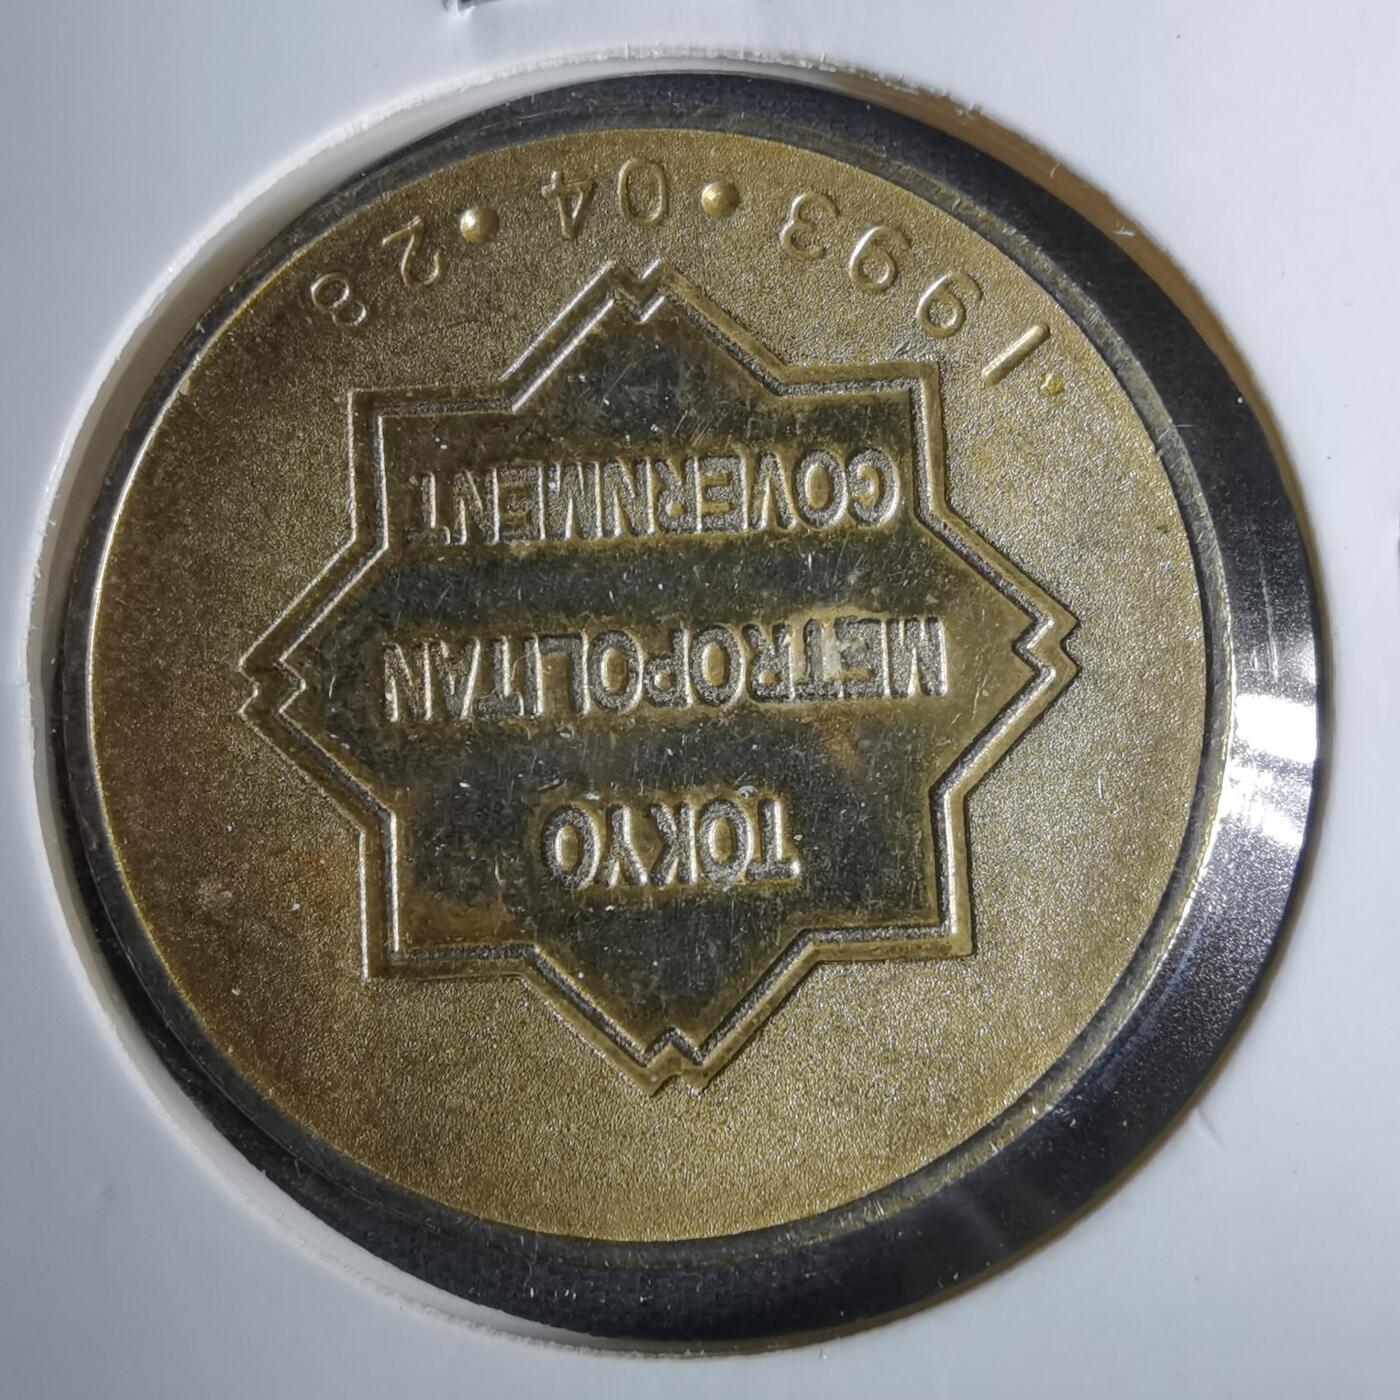 TOKYO
METROPOLITAN
GOVERNMENT
·1993•04•28